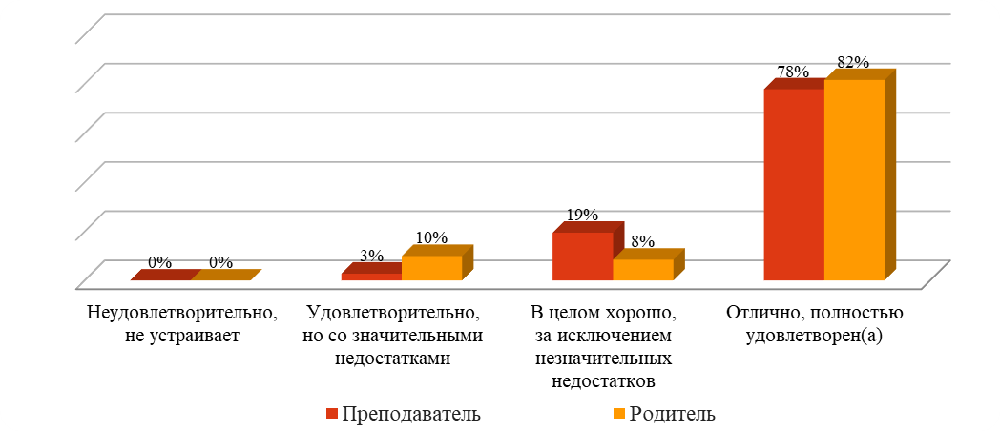 78%
82%
19%
10%
8%
3%
0%
0%
Неудовлетворительно,
не устраивает
Удовлетворительно,
но со значительными
недостатками
В целом хорошо,
за исключением
незначительных
недостатков
Отлично, полностью
удовлетворен(а)
Преподаватель
Родитель